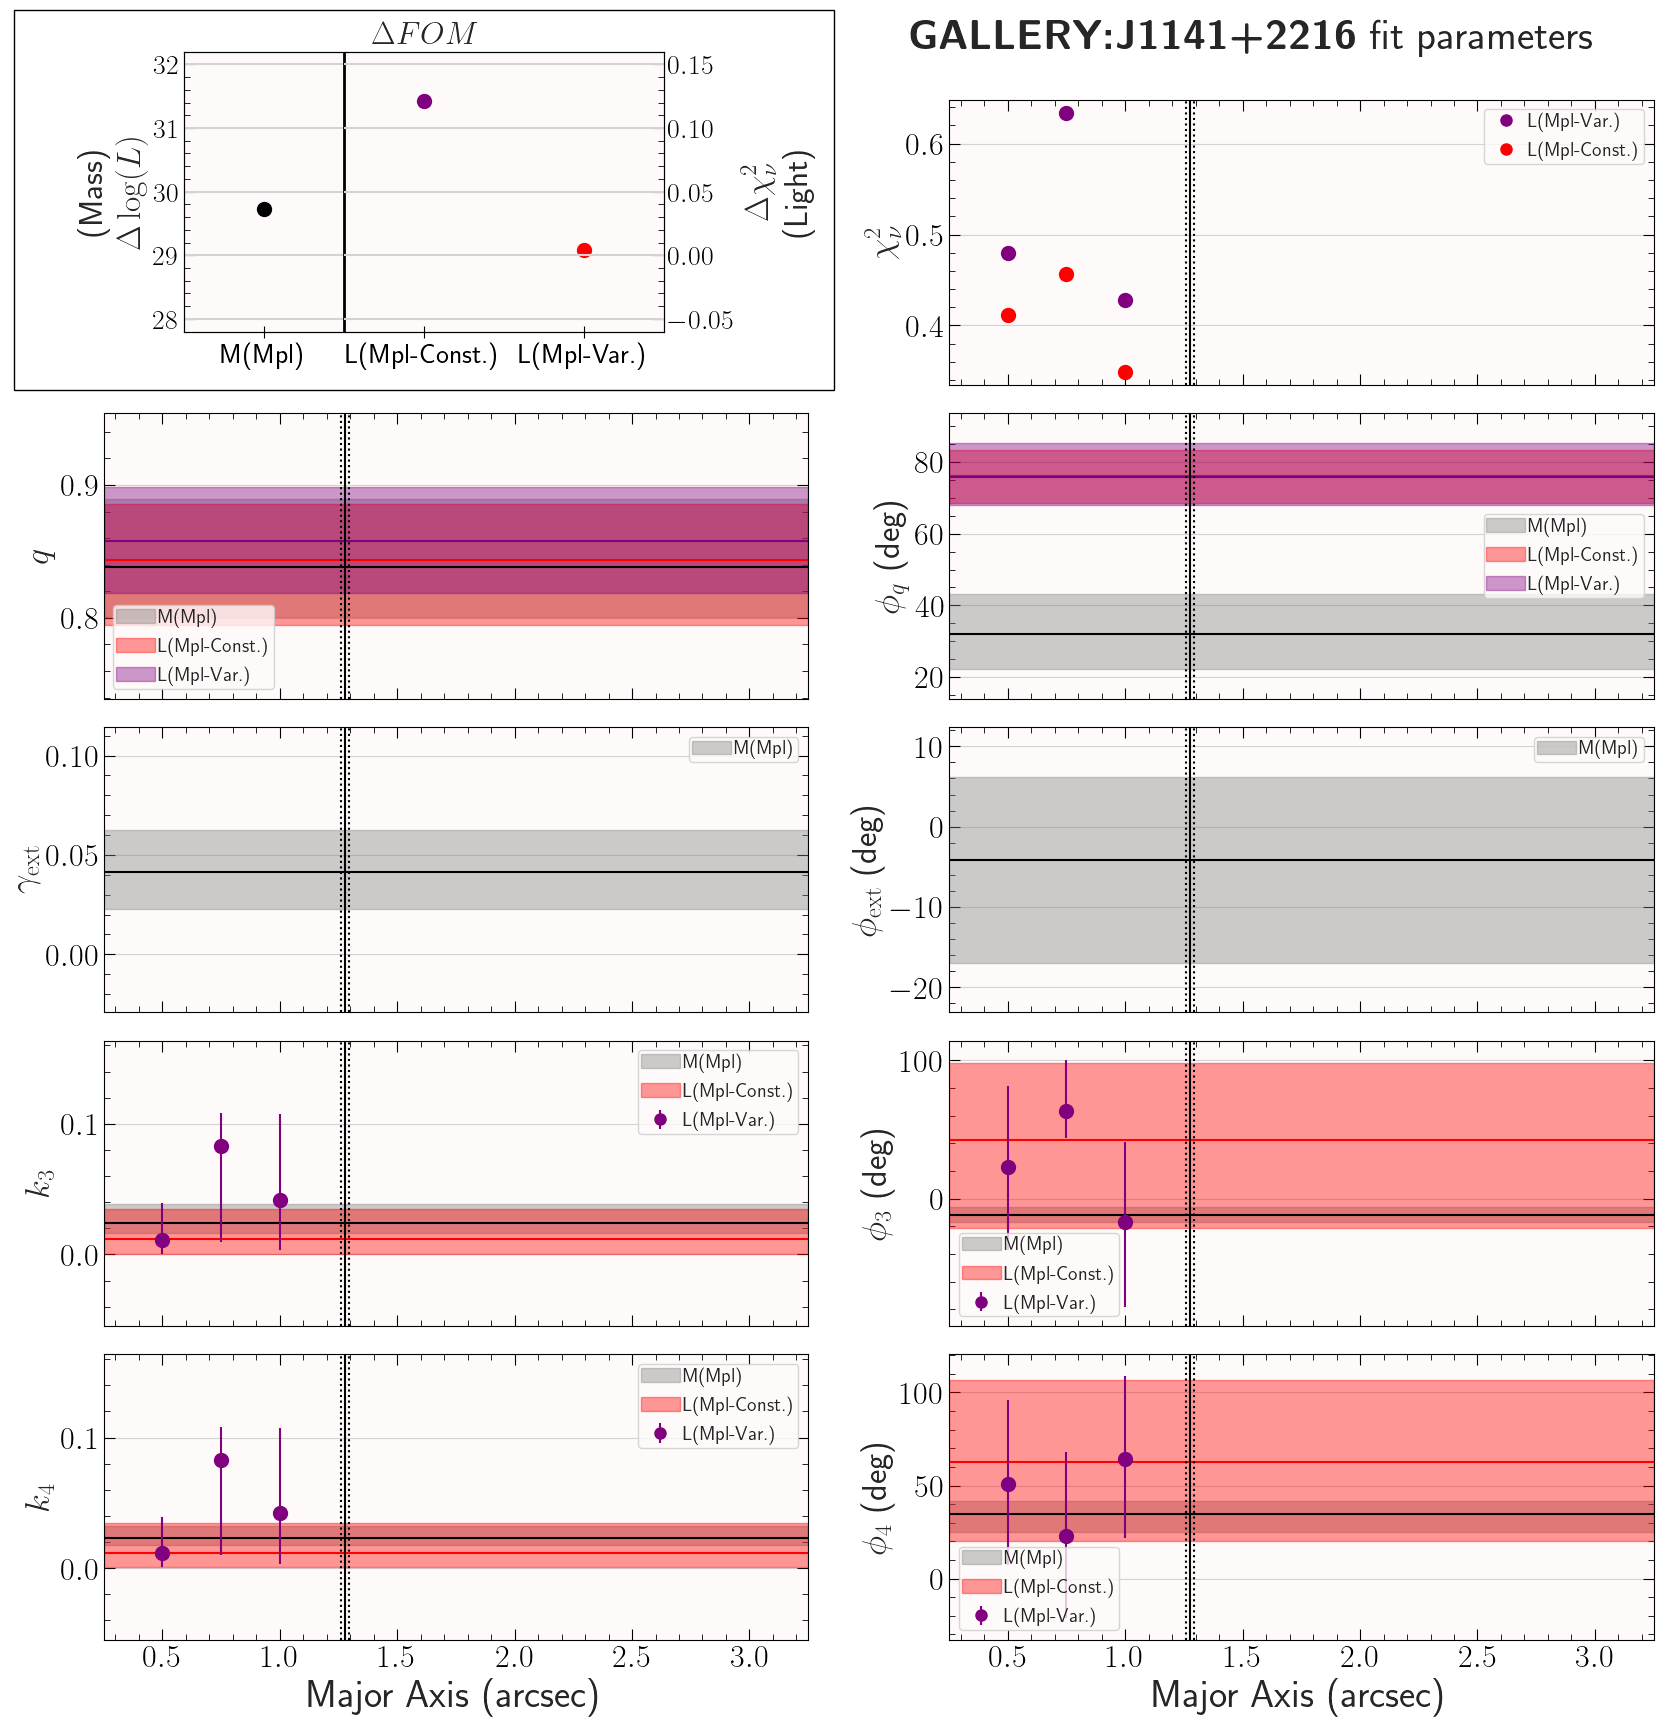 GALLERY:J1141+2216 fit parameters
ΔFOM
32
31
30
29
28
(Mass)
Δ log(L)
0.15
0.10
0.05
0.00
−0.05
Δχ²ν
(Light)
M(Mpl)
L(Mpl-Const.)
L(Mpl-Var.)
0.6
0.5
0.4
χ²ν
L(Mpl-Var.)
L(Mpl-Const.)
0.9
0.8
q
M(Mpl)
L(Mpl-Const.)
L(Mpl-Var.)
80
60
40
20
ϕq (deg)
M(Mpl)
L(Mpl-Const.)
L(Mpl-Var.)
0.10
0.05
0.00
γext
M(Mpl)
10
0
−10
−20
ϕext (deg)
M(Mpl)
0.1
0.0
k3
M(Mpl)
L(Mpl-Const.)
L(Mpl-Var.)
100
0
ϕ3 (deg)
M(Mpl)
L(Mpl-Const.)
L(Mpl-Var.)
0.1
0.0
k4
M(Mpl)
L(Mpl-Const.)
L(Mpl-Var.)
0.5
1.0
1.5
2.0
2.5
3.0
Major Axis (arcsec)
100
50
0
ϕ4 (deg)
M(Mpl)
L(Mpl-Const.)
L(Mpl-Var.)
0.5
1.0
1.5
2.0
2.5
3.0
Major Axis (arcsec)